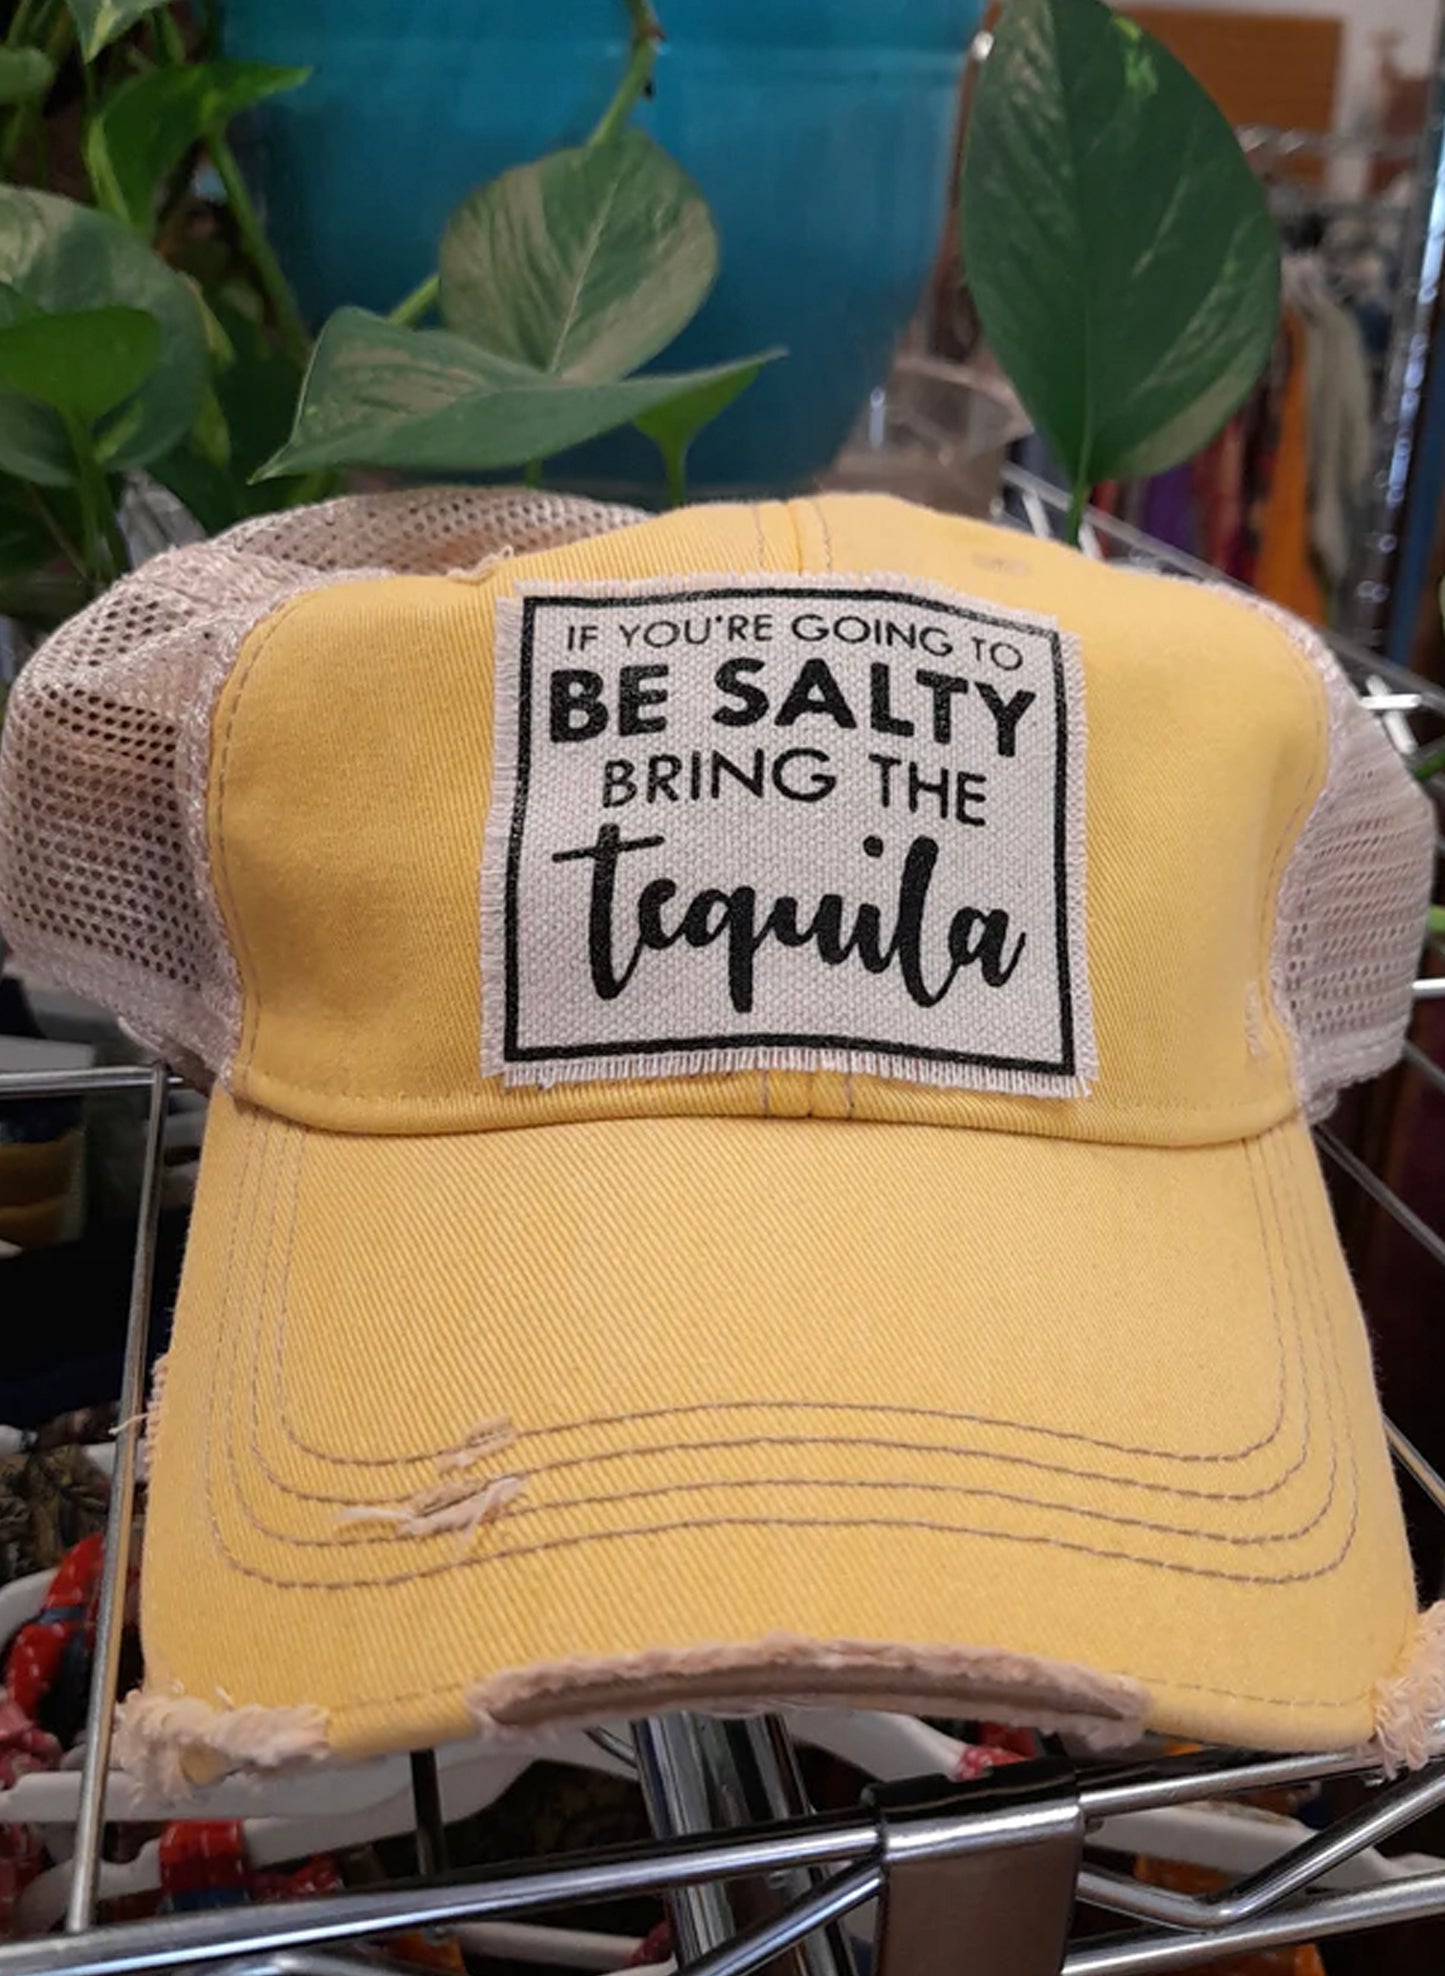 IF YOU'RE GOING TO
BE SALTY
BRING THE
tequila